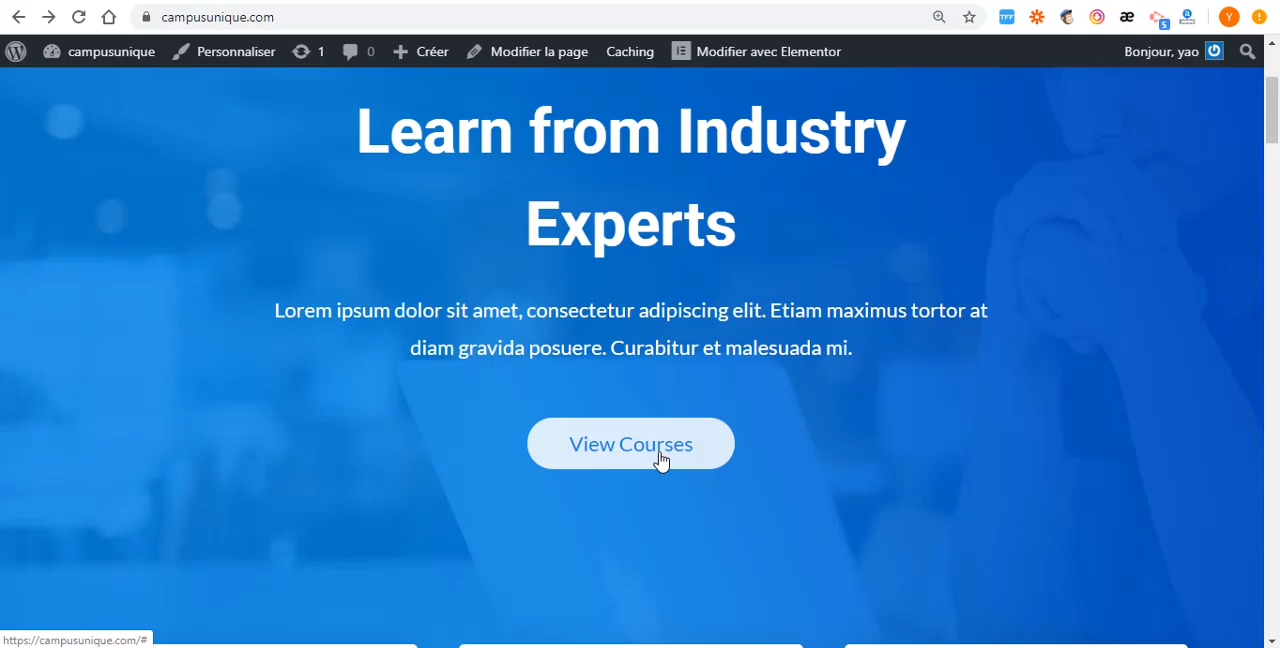 campusunique.com
TFF
æ
5
a
Y
campusunique
Personnaliser
1
0
Créer
Modifier la page
Caching
Modifier avec Elementor
Bonjour, yao
Learn from Industry
Experts
Lorem ipsum dolor sit amet, consectetur adipiscing elit. Etiam maximus tortor at
diam gravida posuere. Curabitur et malesuada mi.
View Courses
https://campusunique.com/#